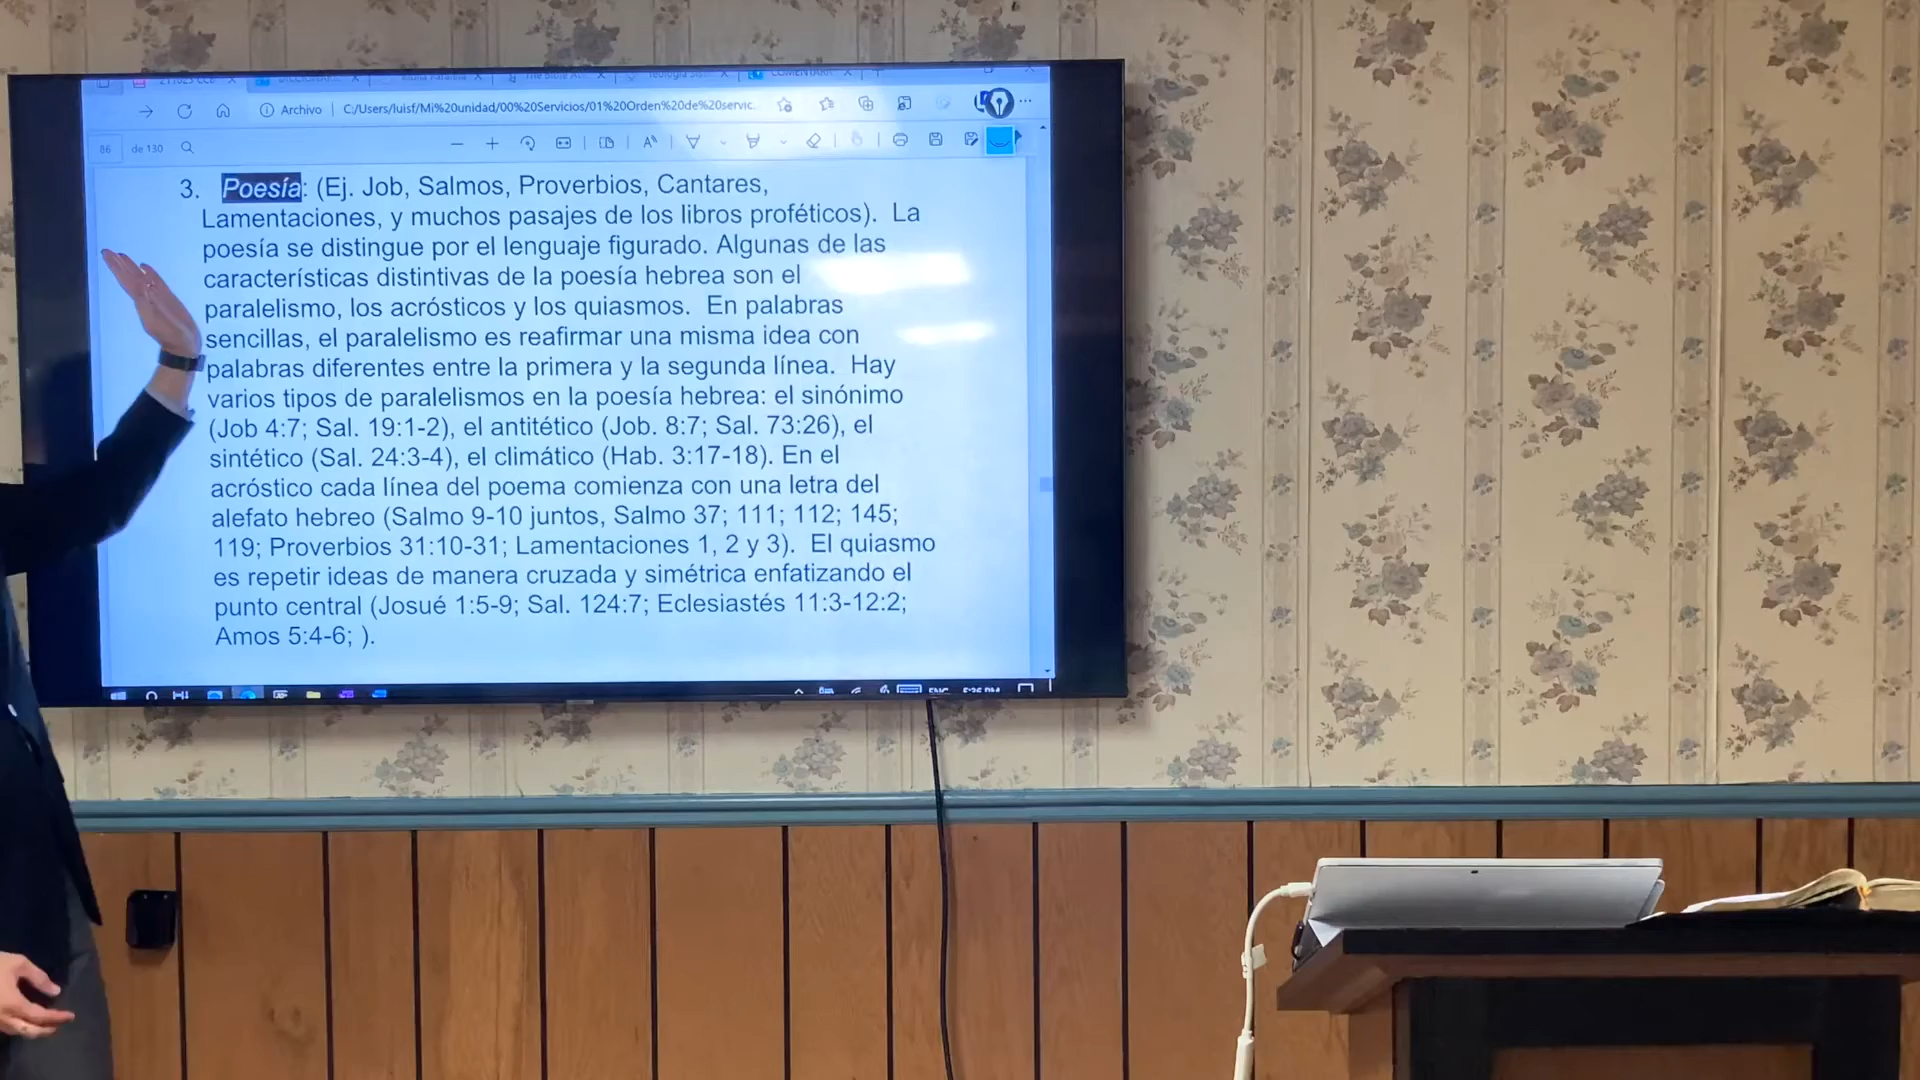 Archivo | C:/Users/luisf/Mi%20unidad/00%20Servicios/01%20Orden%20de%20servic...
86 de 130
3. Poesía: (Ej. Job, Salmos, Proverbios, Cantares,
Lamentaciones, y muchos pasajes de los libros proféticos). La
poesía se distingue por el lenguaje figurado. Algunas de las
características distintivas de la poesía hebrea son el
paralelismo, los acrósticos y los quiasmos. En palabras
sencillas, el paralelismo es reafirmar una misma idea con
palabras diferentes entre la primera y la segunda línea. Hay
varios tipos de paralelismos en la poesía hebrea: el sinónimo
(Job 4:7; Sal. 19:1-2), el antitético (Job. 8:7; Sal. 73:26), el
sintético (Sal. 24:3-4), el climático (Hab. 3:17-18). En el
acróstico cada línea del poema comienza con una letra del
alefato hebreo (Salmo 9-10 juntos, Salmo 37; 111; 112; 145;
119; Proverbios 31:10-31; Lamentaciones 1, 2 y 3). El quiasmo
es repetir ideas de manera cruzada y simétrica enfatizando el
punto central (Josué 1:5-9; Sal. 124:7; Eclesiastés 11:3-12:2;
Amos 5:4-6; ).